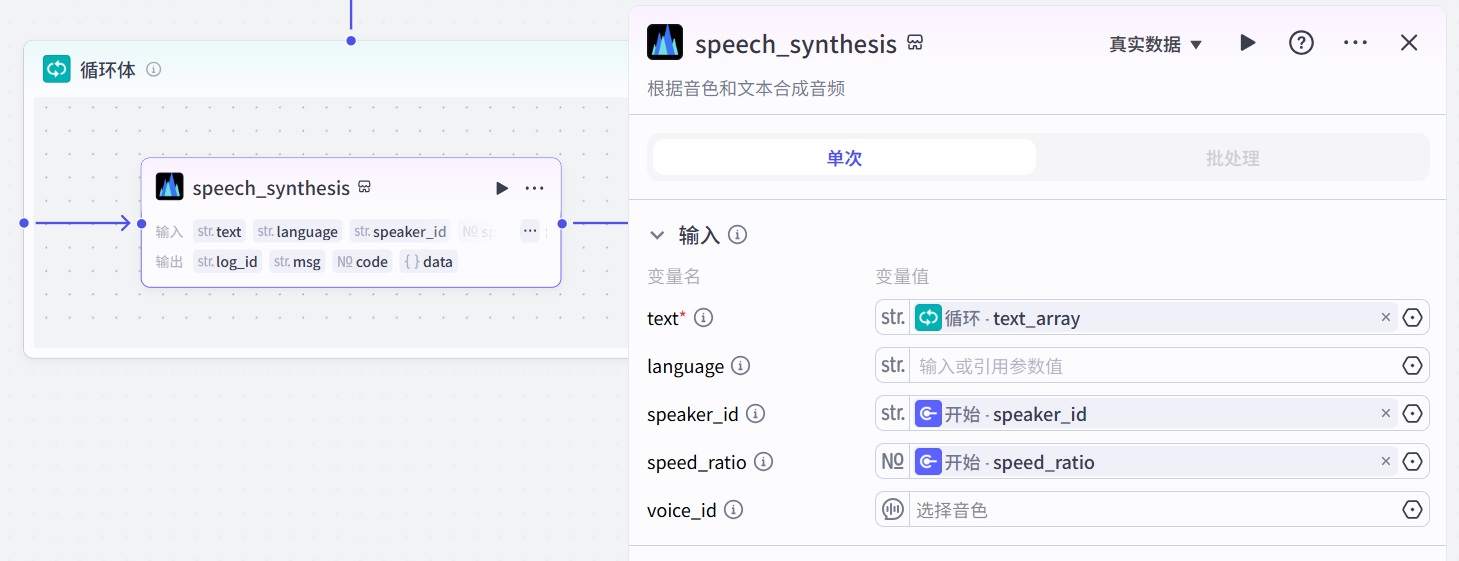 循环体
speech_synthesis
输入 str. text str. language str. speaker_id № sp ...
输出 str. log_id str. msg № code { } data
speech_synthesis
真实数据
根据音色和文本合成音频
单次
批处理
输入
变量名 变量值
text* str. 循环 - text_array
language str. 输入或引用参数值
speaker_id str. 开始 - speaker_id
speed_ratio № 开始 - speed_ratio
voice_id 选择音色